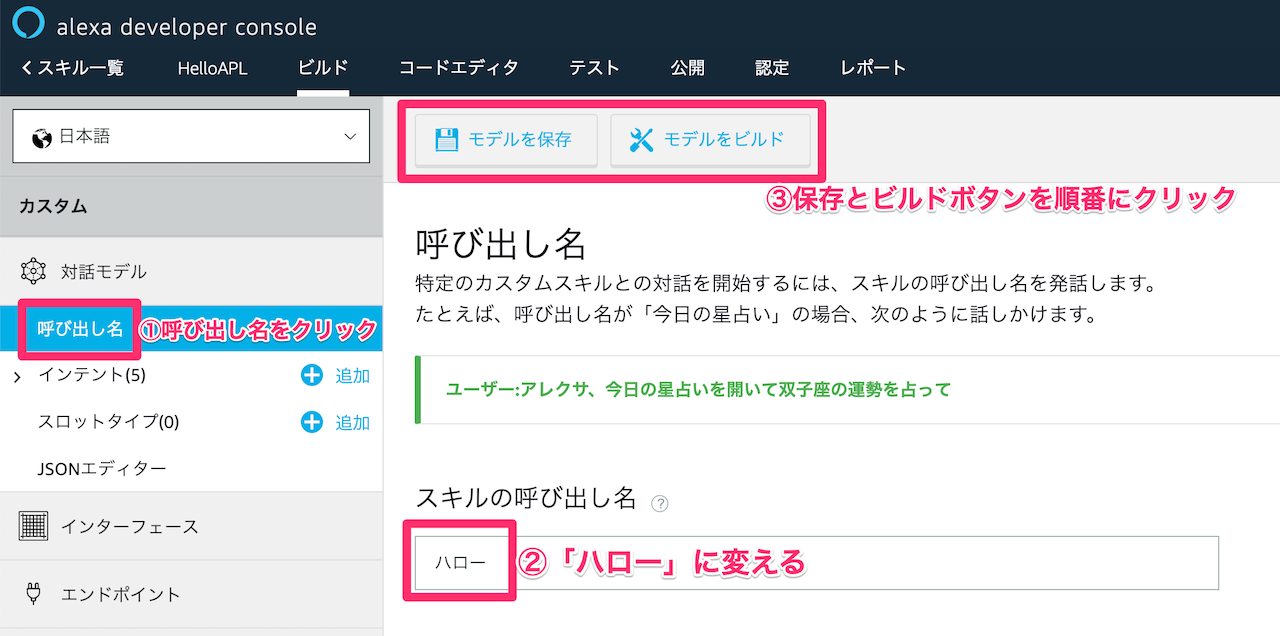 alexa developer console
スキル一覧 HelloAPL ビルド コードエディタ テスト 公開 認定 レポート
日本語
モデルを保存 モデルをビルド
③保存とビルドボタンを順番にクリック
カスタム
対話モデル
呼び出し名 ①呼び出し名をクリック
インテント(5) 追加
スロットタイプ(0) 追加
JSONエディター
インターフェース
エンドポイント
呼び出し名
特定のカスタムスキルとの対話を開始するには、スキルの呼び出し名を発話します。
たとえば、呼び出し名が「今日の星占い」の場合、次のように話しかけます。
ユーザー:アレクサ、今日の星占いを開いて双子座の運勢を占って
スキルの呼び出し名 ?
ハロー ②「ハロー」に変える